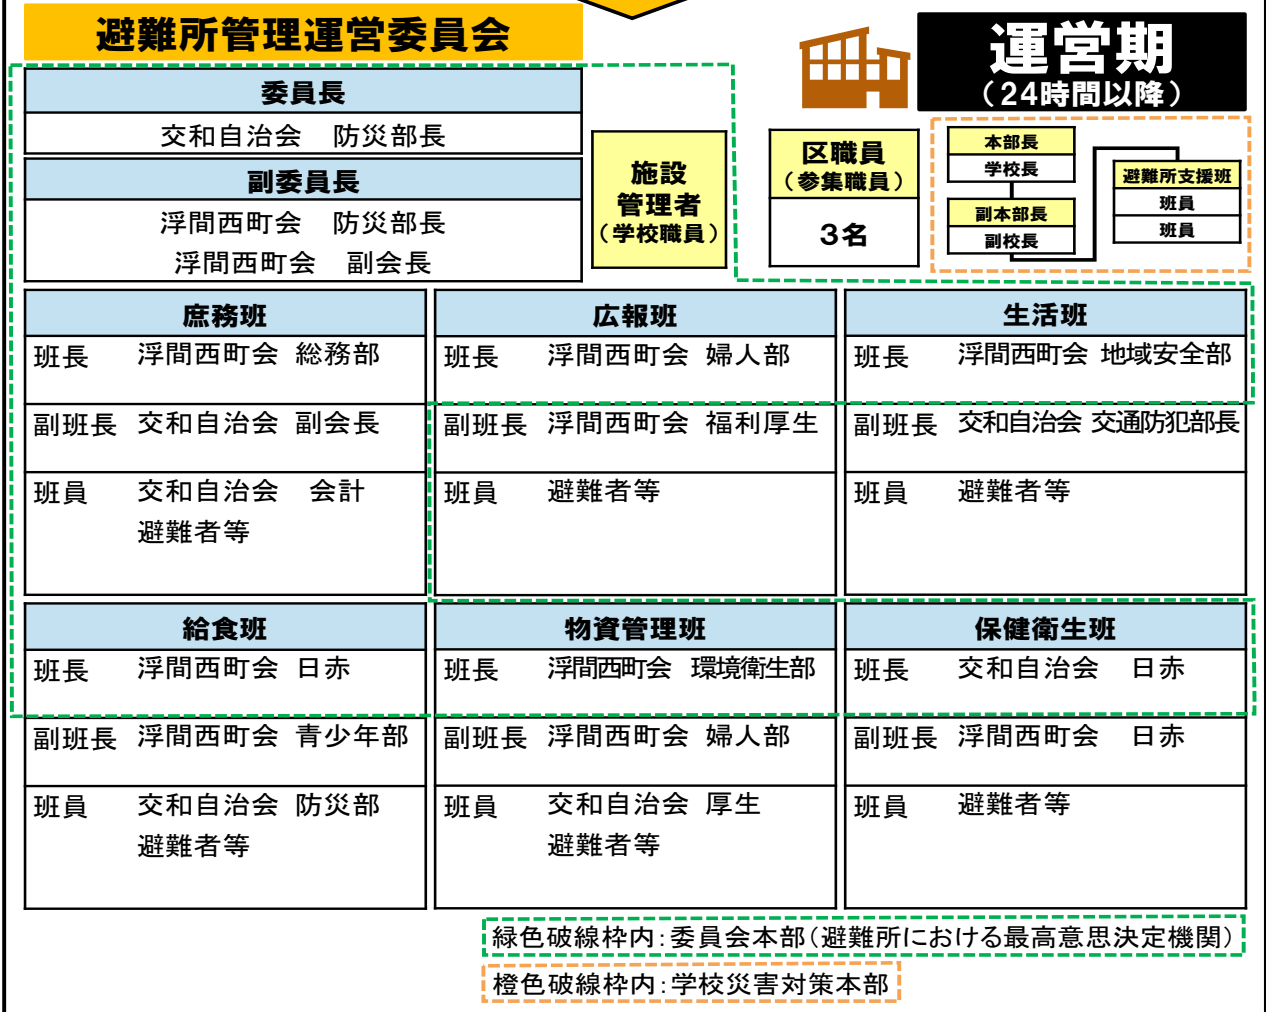 避難所管理運営委員会
運営期
（24時間以降）
委員長
交和自治会　防災部長
副委員長
浮間西町会　防災部長
浮間西町会　副会長
施設
管理者
（学校職員）
区職員
（参集職員）
3名
本部長
学校長
副本部長
副校長
避難所支援班
班員
班員
庶務班
班長　浮間西町会 総務部
副班長　交和自治会 副会長
班員　交和自治会　会計
避難者等
広報班
班長　浮間西町会 婦人部
副班長　浮間西町会 福利厚生
班員　避難者等
生活班
班長　浮間西町会 地域安全部
副班長　交和自治会 交通防犯部長
班員　避難者等
給食班
班長　浮間西町会 日赤
副班長　浮間西町会 青少年部
班員　交和自治会 防災部
避難者等
物資管理班
班長　浮間西町会 環境衛生部
副班長　浮間西町会 婦人部
班員　交和自治会 厚生
避難者等
保健衛生班
班長　交和自治会　日赤
副班長　浮間西町会　日赤
班員　避難者等
緑色破線枠内：委員会本部（避難所における最高意思決定機関）
橙色破線枠内：学校災害対策本部